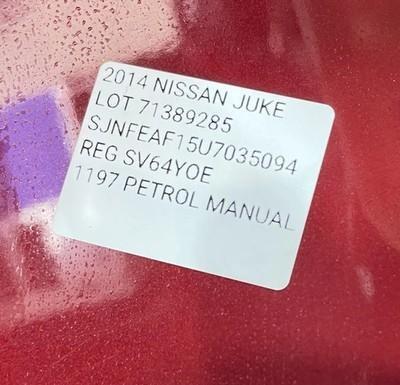 2014 NISSAN JUKE
LOT 71389285
SJNFEAF15U7035094
REG SV64YOE
1197 PETROL MANUAL